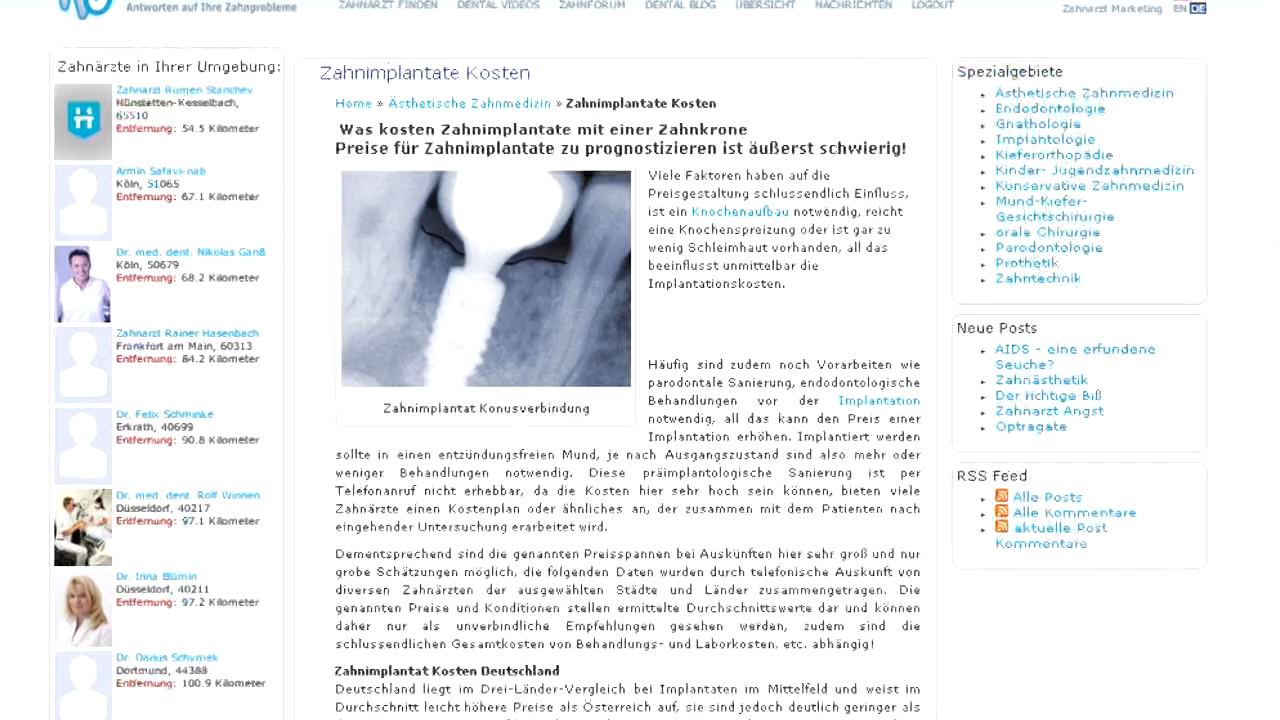 Antworten auf Ihre Zahnprobleme
ZAHNARZT FINDEN DENTAL VIDEOS ZAHNFORUM DENTAL BLOG ÜBERSICHT NACHRICHTEN LOGOUT
Zahnarzt Marketing EN DE
Zahnärzte in Ihrer Umgebung:
Zahnarzt Rumen Stanchev
Hünstetten-Kesselbach,
65510
Entfernung: 54.5 Kilometer
Armin Safavi-nab
Köln, 51065
Entfernung: 67.1 Kilometer
Dr. med. dent. Nikolas Ganß
Köln, 50679
Entfernung: 68.2 Kilometer
Zahnarzt Rainer Hasenbach
Frankfort am Main, 60313
Entfernung: 84.2 Kilometer
Dr. Felix Schminke
Erkrath, 40699
Entfernung: 90.8 Kilometer
Dr. med. dent. Rolf Winnen
Düsseldorf, 40217
Entfernung: 97.1 Kilometer
Dr. Irina Blümin
Düsseldorf, 40211
Entfernung: 97.2 Kilometer
Dr. Darius Schymek
Dortmund, 44388
Entfernung: 100.9 Kilometer
Zahnimplantate Kosten
Home » Ästhetische Zahnmedizin » Zahnimplantate Kosten
Was kosten Zahnimplantate mit einer Zahnkrone
Preise für Zahnimplantate zu prognostizieren ist äußerst schwierig!
Viele Faktoren haben auf die
Preisgestaltung schlussendlich Einfluss,
ist ein Knochenaufbau notwendig, reicht
eine Knochenspreizung oder ist gar zu
wenig Schleimhaut vorhanden, all das
beeinflusst unmittelbar die
Implantationskosten.
Zahnimplantat Konusverbindung
Häufig sind zudem noch Vorarbeiten wie
parodontale Sanierung, endodontologische
Behandlungen vor der Implantation
notwendig, all das kann den Preis einer
Implantation erhöhen. Implantiert werden
sollte in einen entzündungsfreien Mund, je nach Ausgangszustand sind also mehr oder
weniger Behandlungen notwendig. Diese präimplantologische Sanierung ist per
Telefonanruf nicht erhebbar, da die Kosten hier sehr hoch sein können, bieten viele
Zahnärzte einen Kostenplan oder ähnliches an, der zusammen mit dem Patienten nach
eingehender Untersuchung erarbeitet wird.
Dementsprechend sind die genannten Preisspannen bei Auskünften hier sehr groß und nur
grobe Schätzungen möglich, die folgenden Daten wurden durch telefonische Auskunft von
diversen Zahnärzten der ausgewählten Städte und Länder zusammengetragen. Die
genannten Preise und Konditionen stellen ermittelte Durchschnittswerte dar und können
daher nur als unverbindliche Empfehlungen gesehen werden, zudem sind die
schlussendlichen Gesamtkosten von Behandlungs- und Laborkosten, etc. abhängig!
Zahnimplantat Kosten Deutschland
Deutschland liegt im Drei-Länder-Vergleich bei Implantaten im Mittelfeld und weist im
Durchschnitt leicht höhere Preise als Österreich auf, sie sind jedoch deutlich geringer als
Spezialgebiete
Ästhetische Zahnmedizin
Endodontologie
Gnathologie
Implantologie
Kieferorthopädie
Kinder- Jugendzahnmedizin
Konservative Zahnmedizin
Mund-Kiefer-
Gesichtschirurgie
orale Chirurgie
Parodontologie
Prothetik
Zahntechnik
Neue Posts
AIDS - eine erfundene
Seuche?
Zahnästhetik
Der richtige Biß
Zahnarzt Angst
Optragate
RSS Feed
Alle Posts
Alle Kommentare
aktuelle Post
Kommentare